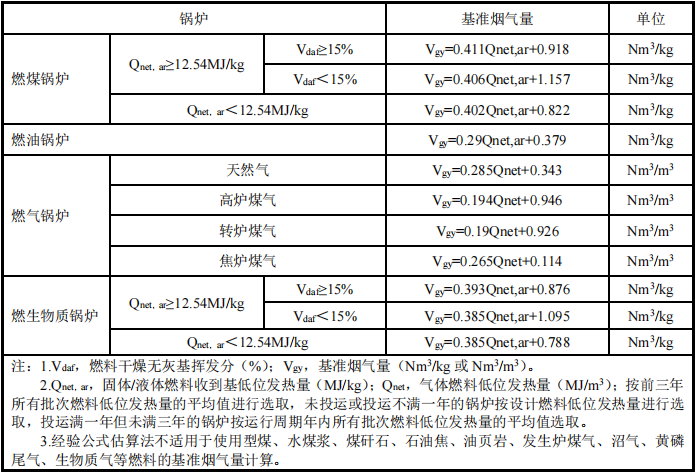 锅炉 基准烟气量 单位
燃煤锅炉 Qnet, ar≥12.54MJ/kg Vdaf≥15% Vgy=0.411Qnet,ar+0.918 Nm³/kg
Vdaf＜15% Vgy=0.406Qnet,ar+1.157 Nm³/kg
Qnet, ar＜12.54MJ/kg Vgy=0.402Qnet,ar+0.822 Nm³/kg
燃油锅炉 Vgy=0.29Qnet,ar+0.379 Nm³/kg
燃气锅炉 天然气 Vgy=0.285Qnet+0.343 Nm³/m³
高炉煤气 Vgy=0.194Qnet+0.946 Nm³/m³
转炉煤气 Vgy=0.19Qnet+0.926 Nm³/m³
焦炉煤气 Vgy=0.265Qnet+0.114 Nm³/m³
燃生物质锅炉 Qnet, ar≥12.54MJ/kg Vdaf≥15% Vgy=0.393Qnet,ar+0.876 Nm³/kg
Vdaf＜15% Vgy=0.385Qnet,ar+1.095 Nm³/kg
Qnet, ar＜12.54MJ/kg Vgy=0.385Qnet,ar+0.788 Nm³/kg
注：1.Vdaf，燃料干燥无灰基挥发分（%）；Vgy，基准烟气量（Nm³/kg 或 Nm³/m³）。
2.Qnet, ar，固体/液体燃料收到基低位发热量（MJ/kg）；Qnet，气体燃料低位发热量（MJ/m³）；按前三年
所有批次燃料低位发热量的平均值进行选取，未投运或投运不满一年的锅炉按设计燃料低位发热量进行选
取，投运满一年但未满三年的锅炉按运行周期年内所有批次燃料低位发热量的平均值选取。
3.经验公式估算法不适用于使用型煤、水煤浆、煤矸石、石油焦、油页岩、发生炉煤气、沼气、黄磷
尾气、生物质气等燃料的基准烟气量计算。